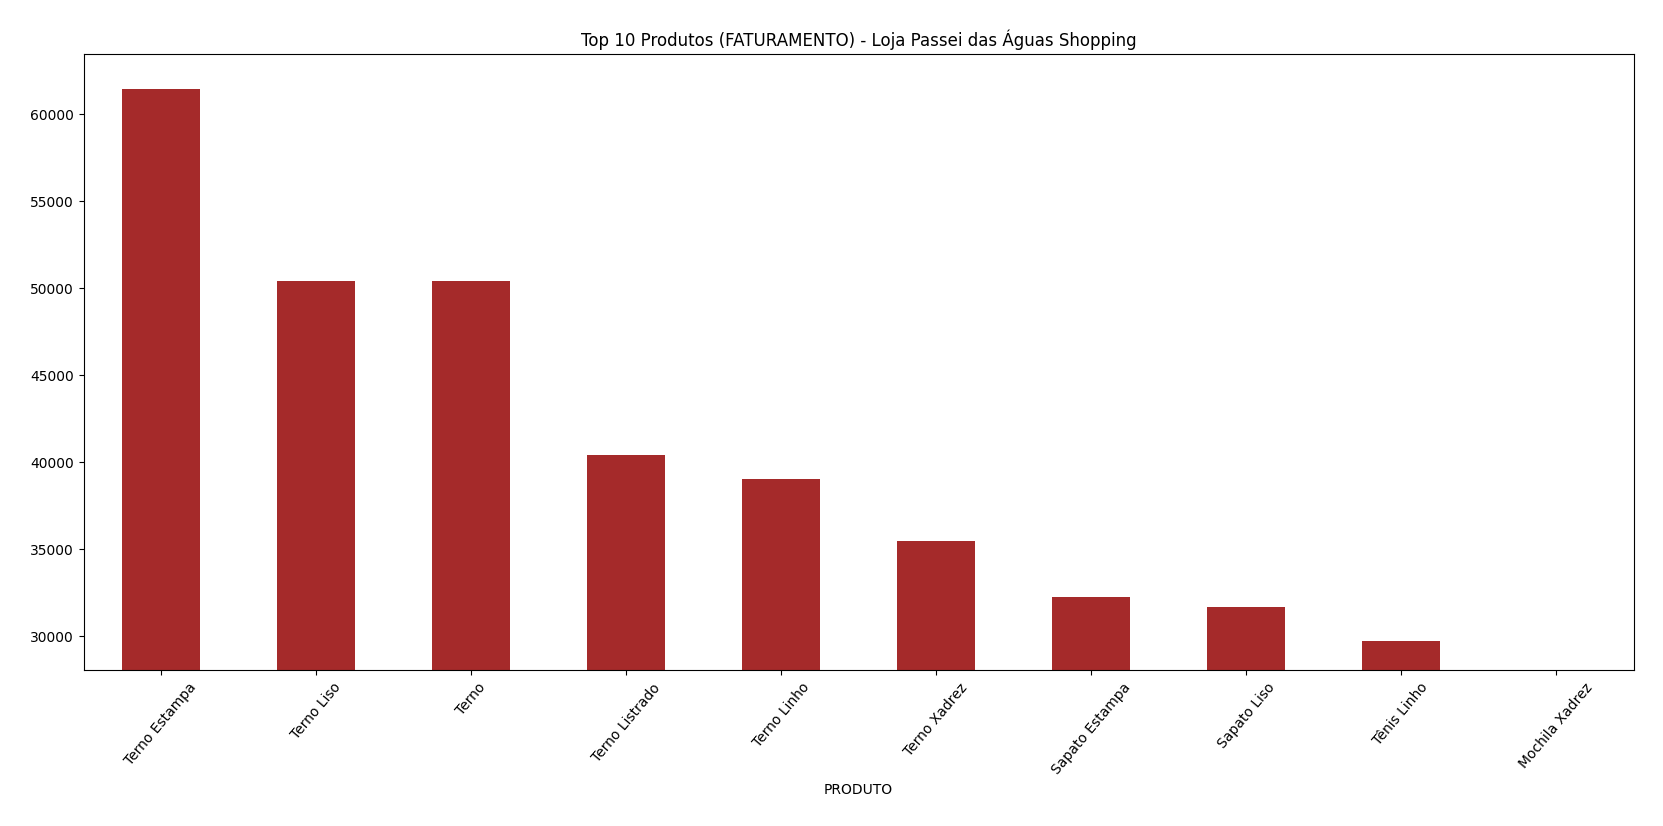 Top 10 Produtos (FATURAMENTO) - Loja Passei das Águas Shopping
60000
55000
50000
45000
40000
35000
30000
Terno Estampa
Terno Liso
Terno
Terno Listrado
Terno Linho
Terno Xadrez
Sapato Estampa
Sapato Liso
Tênis Linho
Mochila Xadrez
PRODUTO